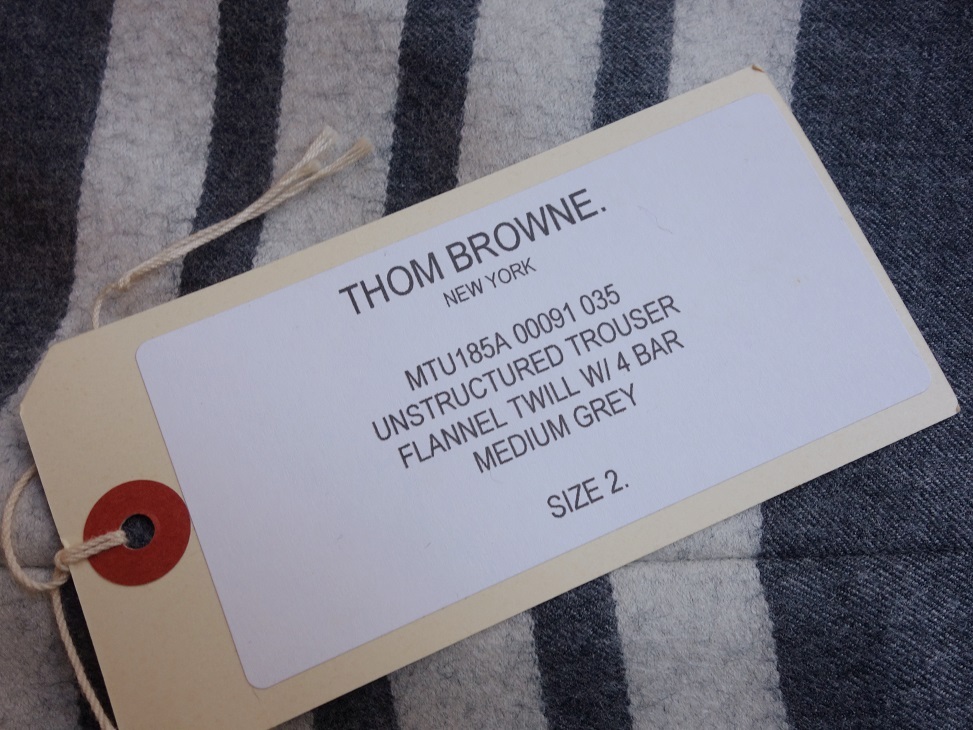 THOM BROWNE.
NEW YORK
MTU185A 00091 035
UNSTRUCTURED TROUSER
FLANNEL TWILL W/ 4 BAR
MEDIUM GREY
SIZE 2.